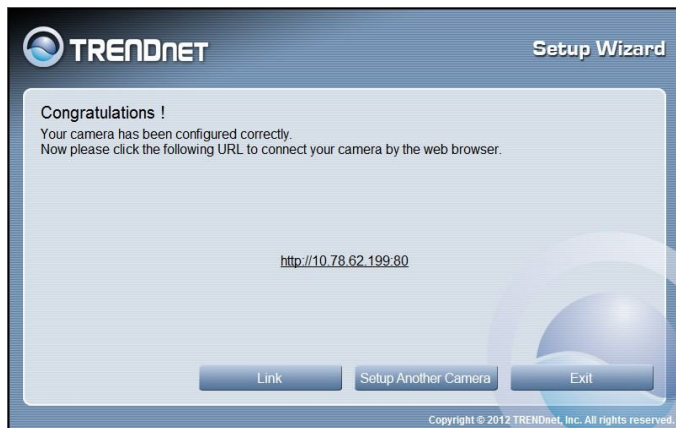 TRENDNET
Setup Wizard
Congratulations !
Your camera has been configured correctly.
Now please click the following URL to connect your camera by the web browser.
http://10.78.62.199:80
Link
Setup Another Camera
Exit
Copyright © 2012 TRENDnet, Inc. All rights reserved.